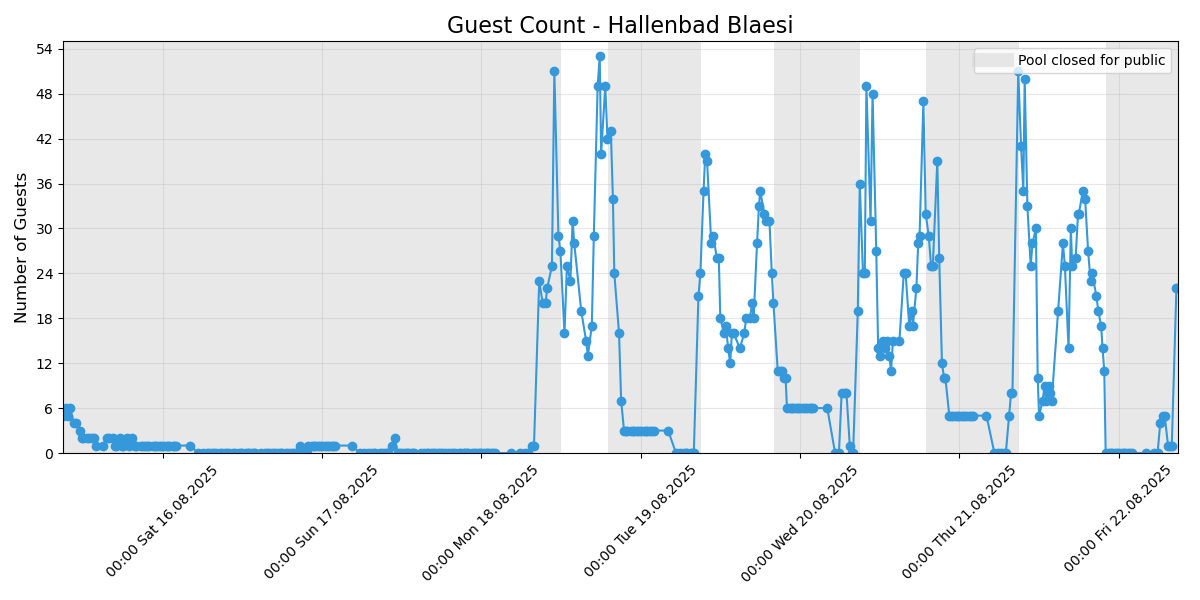 Guest Count - Hallenbad Blaesi
Pool closed for public
Number of Guests
54
48
42
36
30
24
18
12
6
0
00:00 Sat 16.08.2025
00:00 Sun 17.08.2025
00:00 Mon 18.08.2025
00:00 Tue 19.08.2025
00:00 Wed 20.08.2025
00:00 Thu 21.08.2025
00:00 Fri 22.08.2025